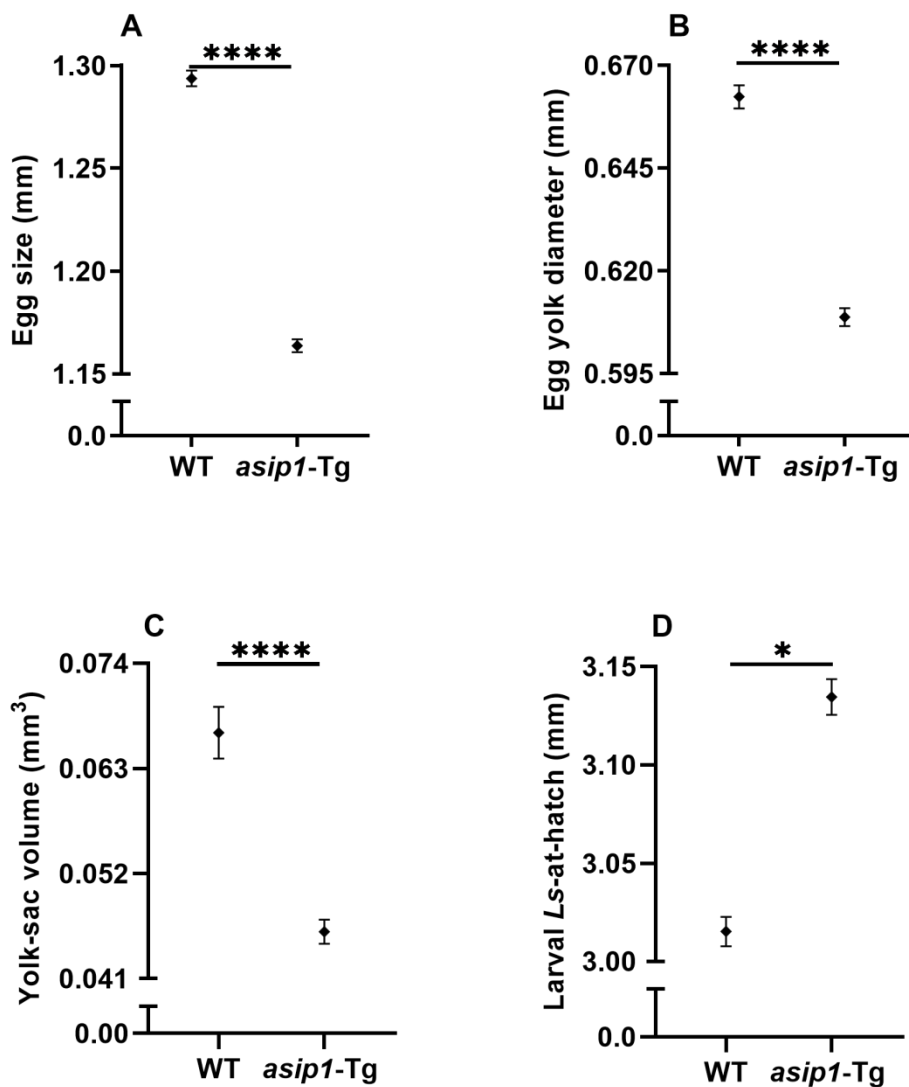 A
****
Egg size (mm)
1.30
1.25
1.20
1.15
0.0
WT asip1-Tg
B
****
Egg yolk diameter (mm)
0.670
0.645
0.620
0.595
0.0
WT asip1-Tg
C
****
Yolk-sac volume (mm³)
0.074
0.063
0.052
0.041
0.00
WT asip1-Tg
D
*
Larval Ls-at-hatch (mm)
3.15
3.10
3.05
3.00
0.0
WT asip1-Tg